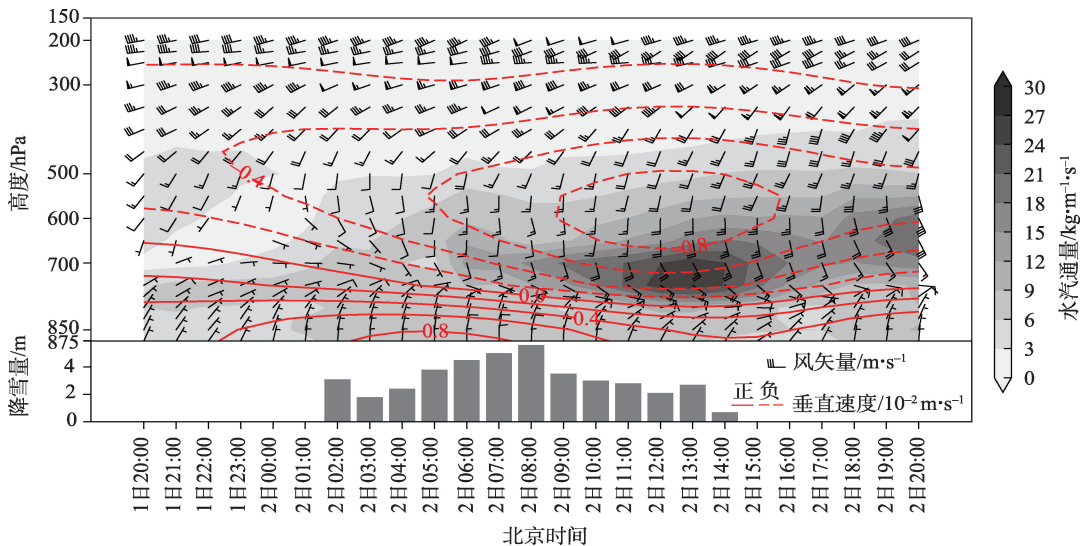 150
200
300
500
600
700
850
875
高度/hPa
0.4
-0.8
0.0
0.4
0.8
30
27
24
21
18
15
12
9
6
3
0
水汽通量/kg•m⁻¹•s⁻¹
4
2
0
降雪量/m
风矢量/m•s⁻¹
正 负
垂直速度/10⁻² m•s⁻¹
1日20:00
1日21:00
1日22:00
1日23:00
2日00:00
2日01:00
2日02:00
2日03:00
2日04:00
2日05:00
2日06:00
2日07:00
2日08:00
2日09:00
2日10:00
2日11:00
2日12:00
2日13:00
2日14:00
2日15:00
2日16:00
2日17:00
2日18:00
2日19:00
2日20:00
北京时间